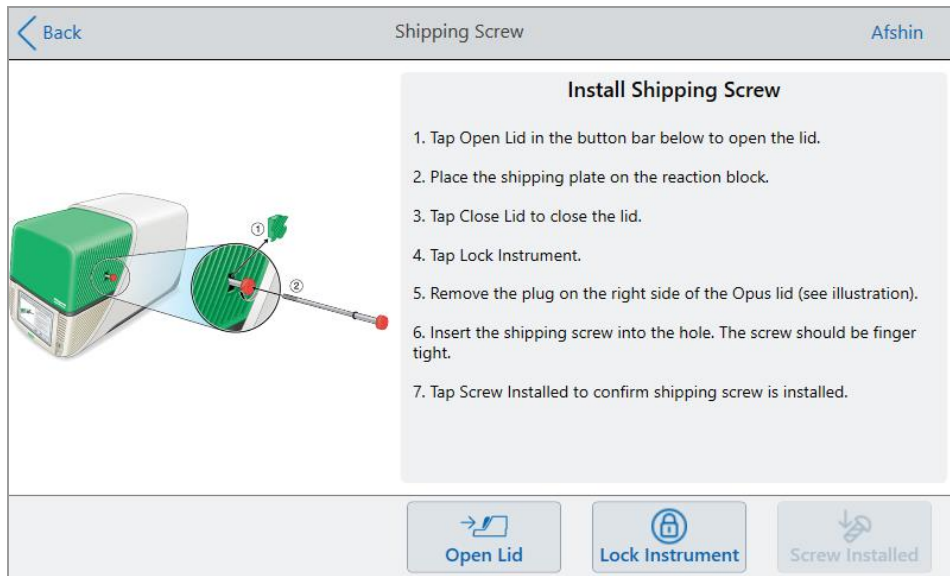 Back
Shipping Screw
Afshin
Install Shipping Screw
1. Tap Open Lid in the button bar below to open the lid.
2. Place the shipping plate on the reaction block.
3. Tap Close Lid to close the lid.
4. Tap Lock Instrument.
5. Remove the plug on the right side of the Opus lid (see illustration).
6. Insert the shipping screw into the hole. The screw should be finger
tight.
7. Tap Screw Installed to confirm shipping screw is installed.
1
2
Open Lid
Lock Instrument
Screw Installed